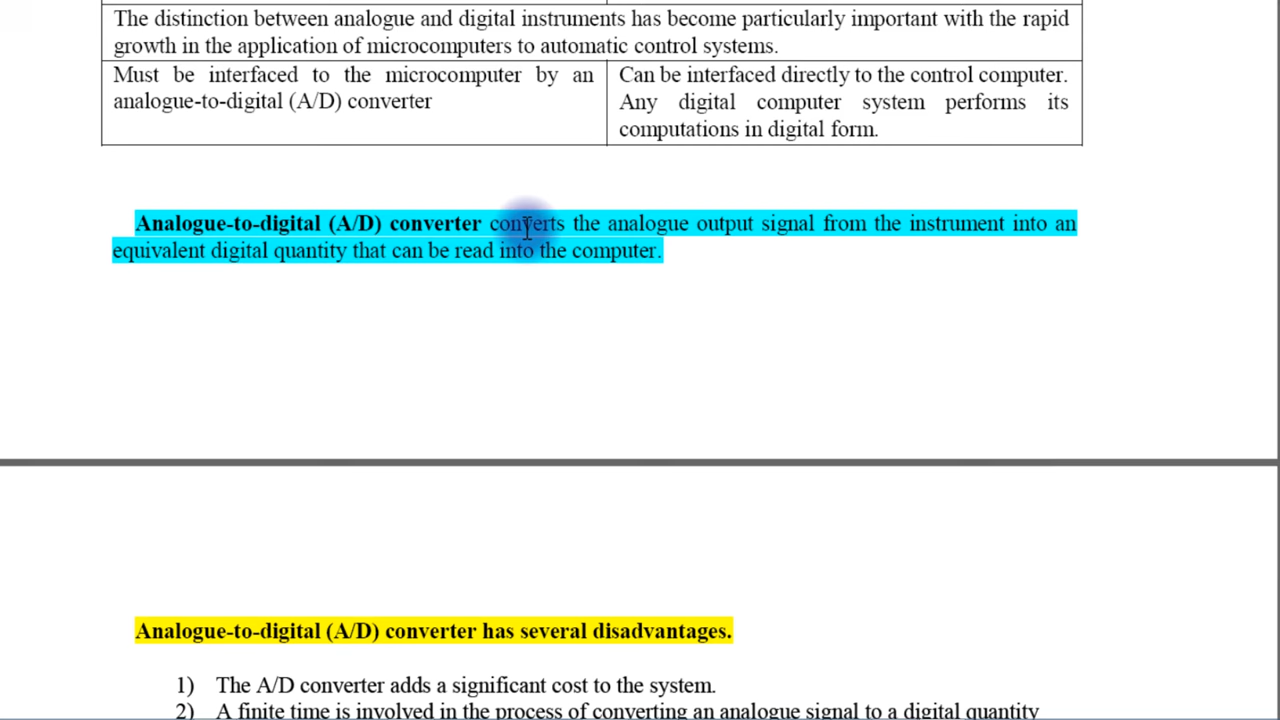 The distinction between analogue and digital instruments has become particularly important with the rapid
growth in the application of microcomputers to automatic control systems.
Must be interfaced to the microcomputer by an
analogue-to-digital (A/D) converter
Can be interfaced directly to the control computer.
Any digital computer system performs its
computations in digital form.
Analogue-to-digital (A/D) converter converts the analogue output signal from the instrument into an
equivalent digital quantity that can be read into the computer.
Analogue-to-digital (A/D) converter has several disadvantages.
1) The A/D converter adds a significant cost to the system.
2) A finite time is involved in the process of converting an analogue signal to a digital quantity